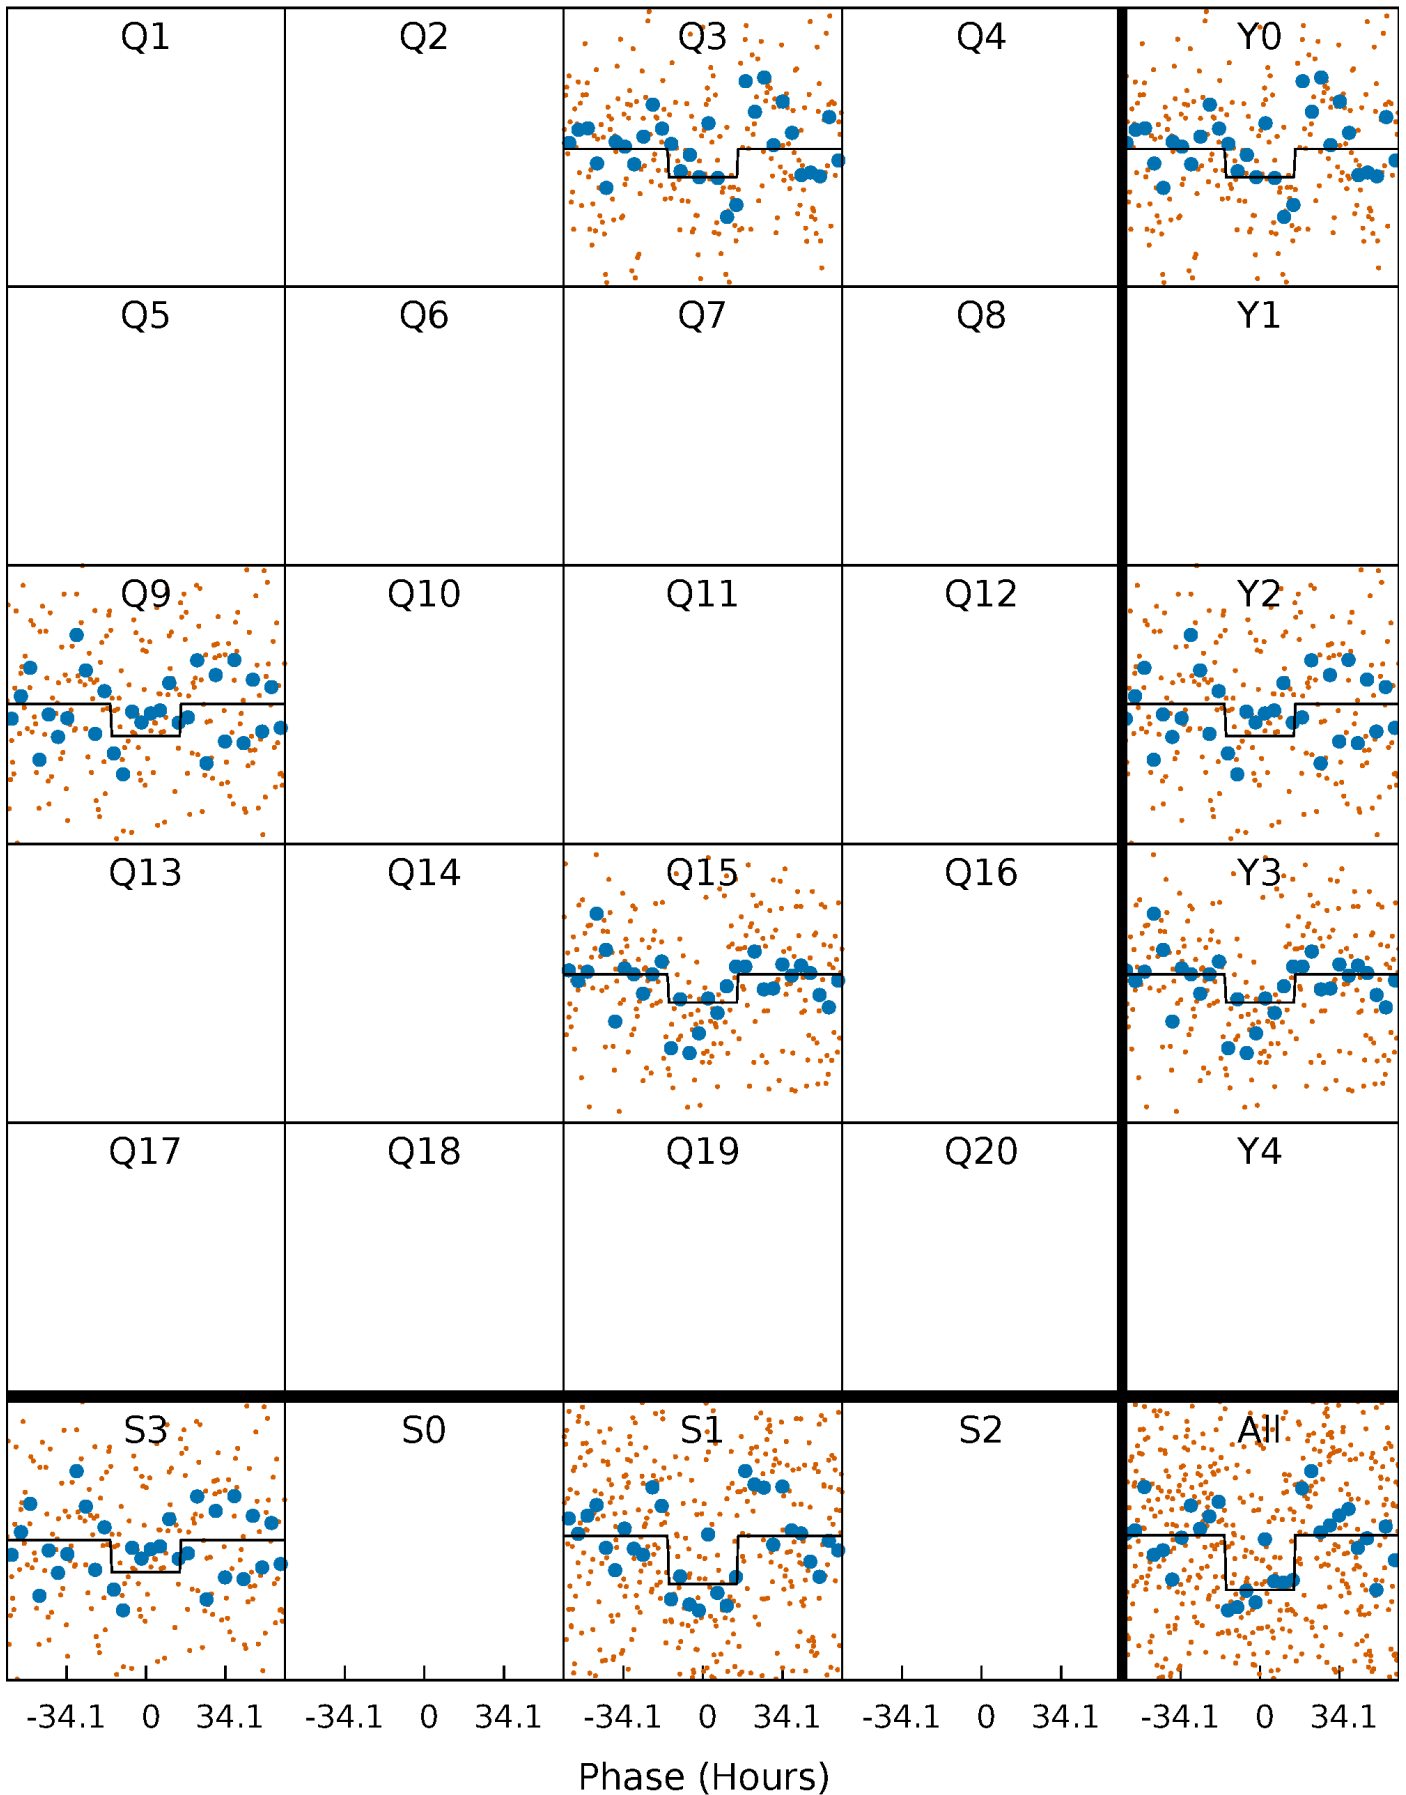 Q1 Q2 Q3 Q4 Y0
Q5 Q6 Q7 Q8 Y1
Q9 Q10 Q11 Q12 Y2
Q13 Q14 Q15 Q16 Y3
Q17 Q18 Q19 Q20 Y4
S3 S0 S1 S2 All
-34.1 0 34.1 -34.1 0 34.1 -34.1 0 34.1 -34.1 0 34.1 -34.1 0 34.1
Phase (Hours)